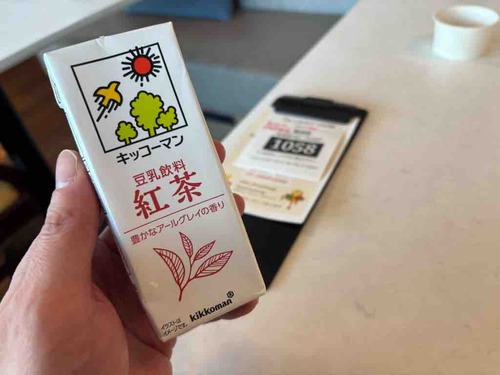 キッコーマン
豆乳飲料
紅茶
豊かなアールグレイの香り
イラストは
イメージです。
kikkoman®
1058